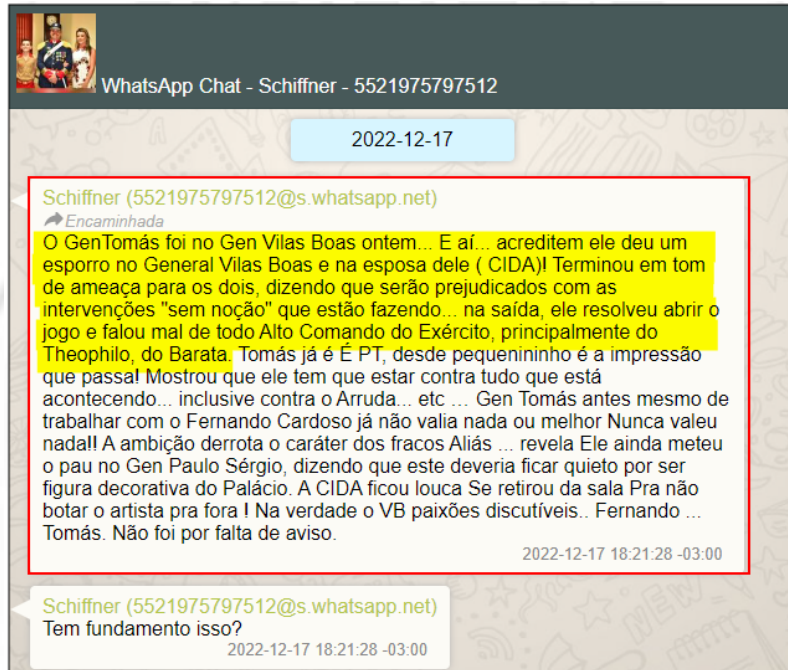 WhatsApp Chat - Schiffner - 5521975797512
2022-12-17
Schiffner (5521975797512@s.whatsapp.net)
Encaminhada
O GenTomás foi no Gen Vilas Boas ontem... E aí... acreditem ele deu um
esporro no General Vilas Boas e na esposa dele ( CIDA)! Terminou em tom
de ameaça para os dois, dizendo que serão prejudicados com as
intervenções "sem noção" que estão fazendo... na saída, ele resolveu abrir o
jogo e falou mal de todo Alto Comando do Exército, principalmente do
Theophilo, do Barata. Tomás já é É PT, desde pequenininho é a impressão
que passa! Mostrou que ele tem que estar contra tudo que está
acontecendo... inclusive contra o Arruda... etc ... Gen Tomás antes mesmo de
trabalhar com o Fernando Cardoso já não valia nada ou melhor Nunca valeu
nada!! A ambição derrota o caráter dos fracos Aliás ... revela Ele ainda meteu
o pau no Gen Paulo Sérgio, dizendo que este deveria ficar quieto por ser
figura decorativa do Palácio. A CIDA ficou louca Se retirou da sala Pra não
botar o artista pra fora ! Na verdade o VB paixões discutíveis.. Fernando ...
Tomás. Não foi por falta de aviso.
2022-12-17 18:21:28 -03:00
Schiffner (5521975797512@s.whatsapp.net)
Tem fundamento isso?
2022-12-17 18:21:28 -03:00